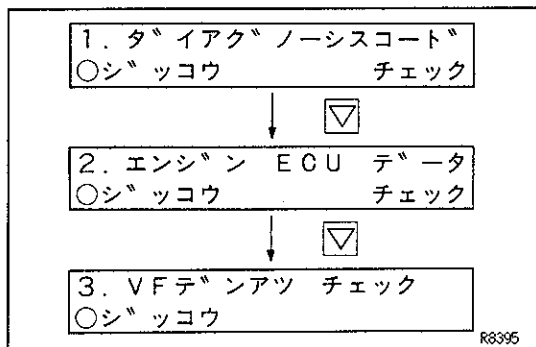 1. ダイアグノーシスコード
○ジッコウ チェック
▽
2. エンジン ECU データ
○ジッコウ チェック
▽
3. VFデンアツ チェック
○ジッコウ
R8395